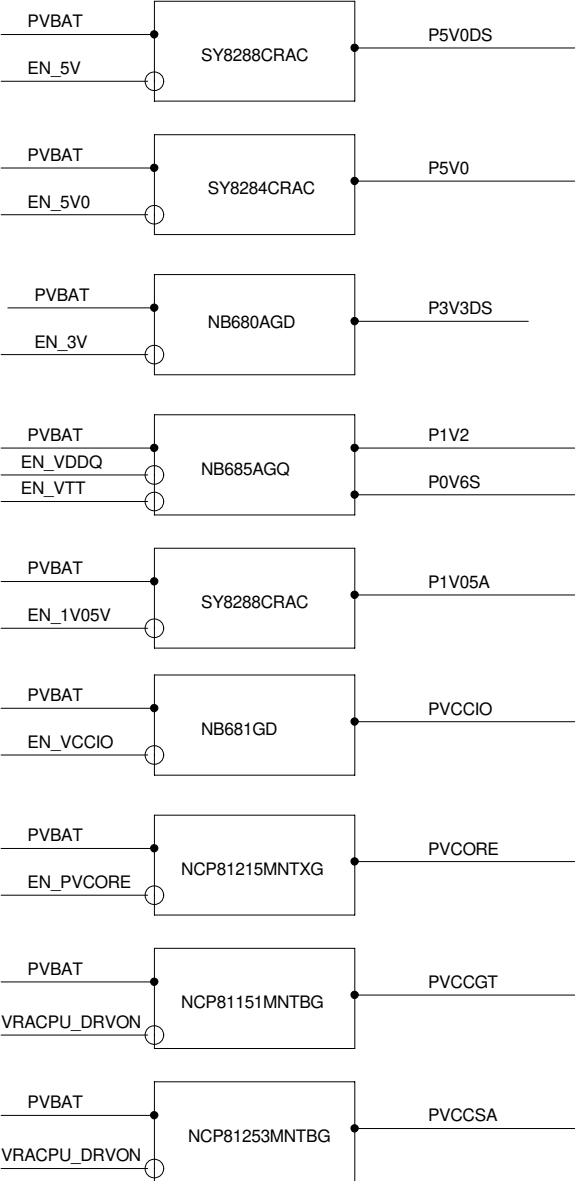 PVBAT
P5V0DS
SY8288CRAC
EN_5V
PVBAT
P5V0
SY8284CRAC
EN_5V0
PVBAT
P3V3DS
NB680AGD
EN_3V
PVBAT
P1V2
EN_VDDQ
NB685AGQ
EN_VTT
P0V6S
PVBAT
P1V05A
SY8288CRAC
EN_1V05V
PVBAT
PVCCIO
NB681GD
EN_VCCIO
PVBAT
PVCORE
NCP81215MNTXG
EN_PVCORE
PVBAT
PVCCGT
NCP81151MNTBG
VRACPU_DRVON
PVBAT
PVCCSA
NCP81253MNTBG
VRACPU_DRVON